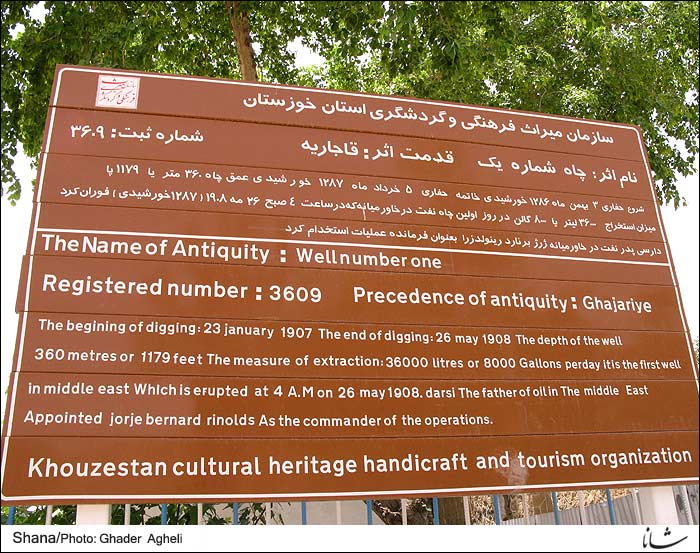 سازمان میراث فرهنگی و گردشگری استان خوزستان
نام اثر: چاه شماره یک قدمت اثر: قاجاریه شماره ثبت: ۳۶۰۹
شروع حفاری ۳ بهمن ماه ۱۲۸۶ خورشیدی خاتمه حفاری ۵ خرداد ماه ۱۲۸۷ خورشیدی عمق چاه ۳۶۰ متر یا ۱۱۷۹ پا
میزان استخراج ۳۶۰۰۰ لیتر یا ۸۰۰۰ گالن در روز اولین چاه نفت در خاورمیانه که در ساعت ۴ صبح ۲۶ مه ۱۹۰۸ (۱۲۸۷ خورشیدی) فوران کرد
دارسی پدر نفت در خاورمیانه ژرژ برنارد رینولدز را بعنوان فرمانده عملیات استخدام کرد
The Name of Antiquity : Well number one
Registered number : 3609 Precedence of antiquity : Ghajariye
The begining of digging: 23 january 1907 The end of digging: 26 may 1908 The depth of the well
360 metres or 1179 feet The measure of extraction: 36000 litres or 8000 Gallons perday it is the first well
in middle east Which is erupted at 4 A.M on 26 may 1908. darsi The father of oil in The middle East
Appointed jorje bernard rinolds As the commander of the operations.
Khouzestan cultural heritage handicraft and tourism organization
Shana/Photo: Ghader Agheli
شانا